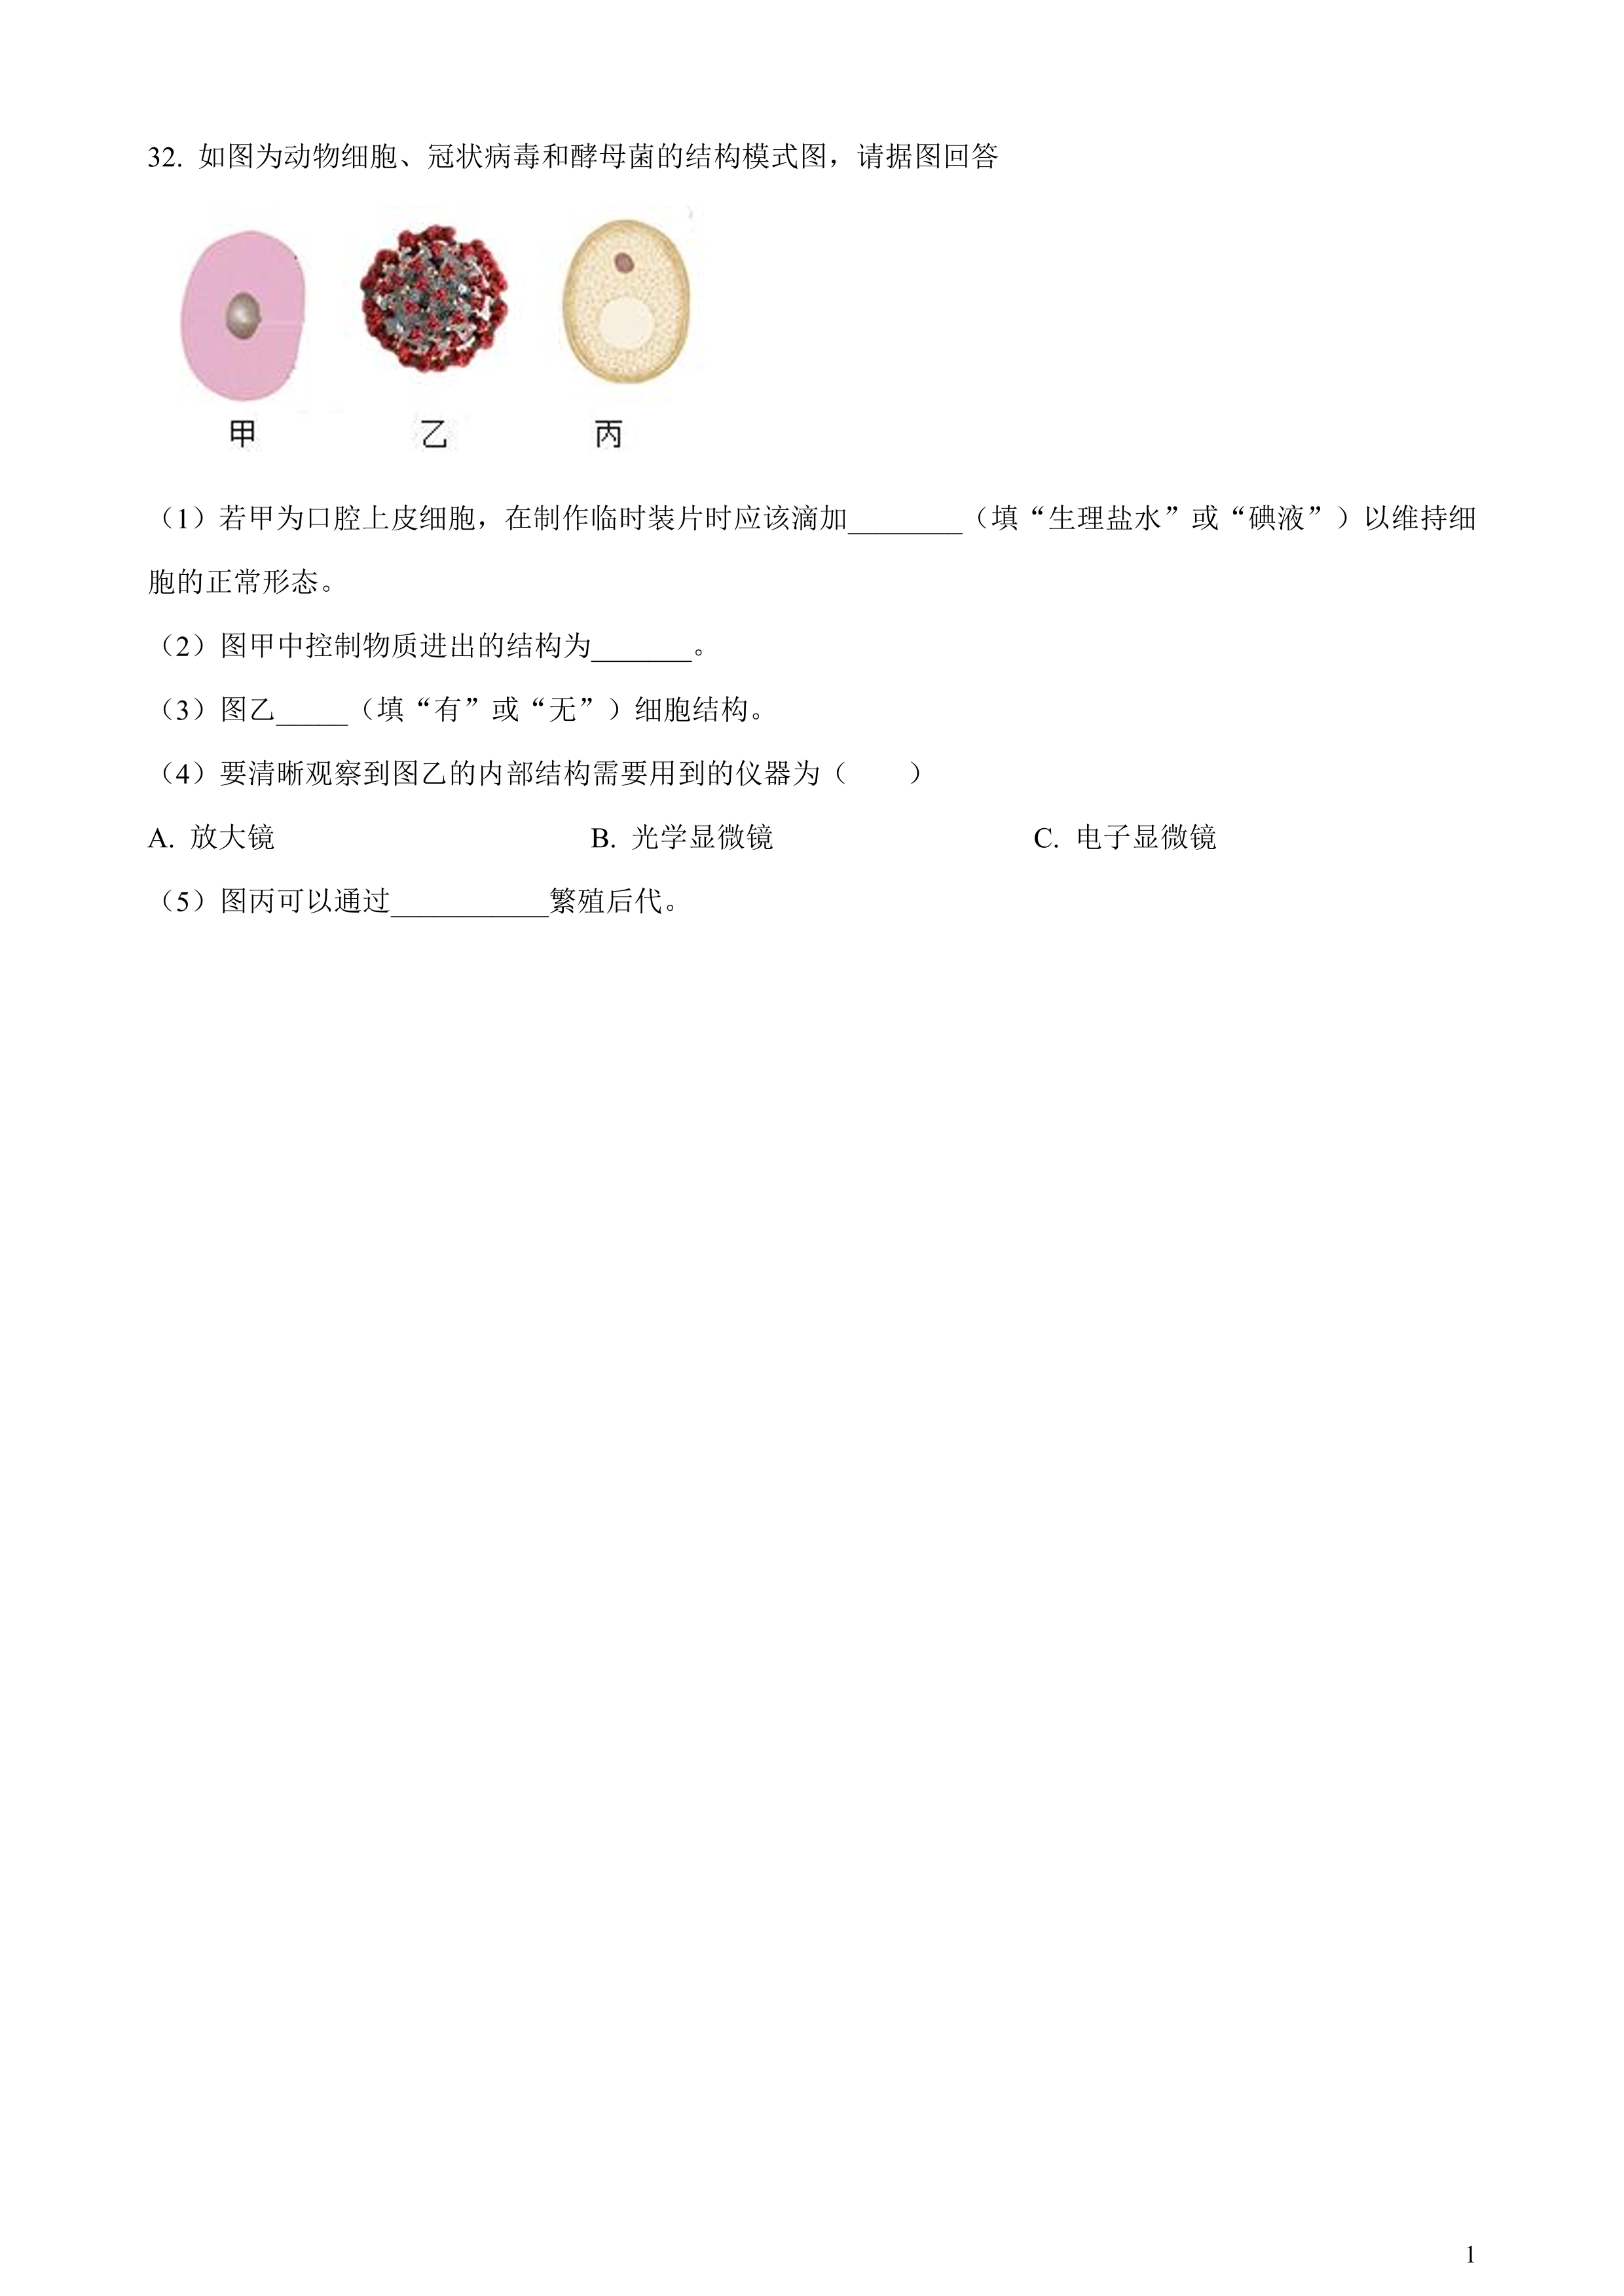 32. 如图为动物细胞、冠状病毒和酵母菌的结构模式图，请据图回答
甲 乙 丙
（1）若甲为口腔上皮细胞，在制作临时装片时应该滴加________（填“生理盐水”或“碘液”）以维持细
胞的正常形态。
（2）图甲中控制物质进出的结构为_______。
（3）图乙_____（填“有”或“无”）细胞结构。
（4）要清晰观察到图乙的内部结构需要用到的仪器为（  ）
A. 放大镜 B. 光学显微镜 C. 电子显微镜
（5）图丙可以通过___________繁殖后代。
1